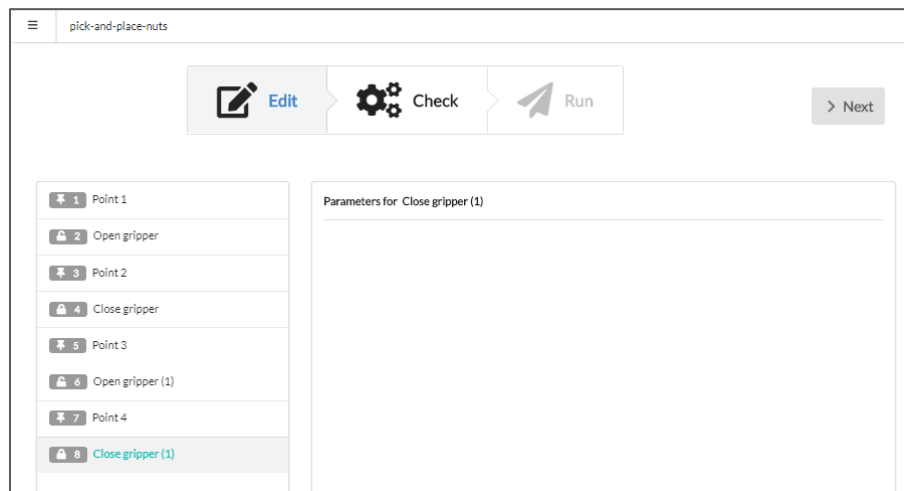 pick-and-place-nuts
Edit
Check
Run
Next
1 Point 1
2 Open gripper
3 Point 2
4 Close gripper
5 Point 3
6 Open gripper (1)
7 Point 4
8 Close gripper (1)
Parameters for Close gripper (1)